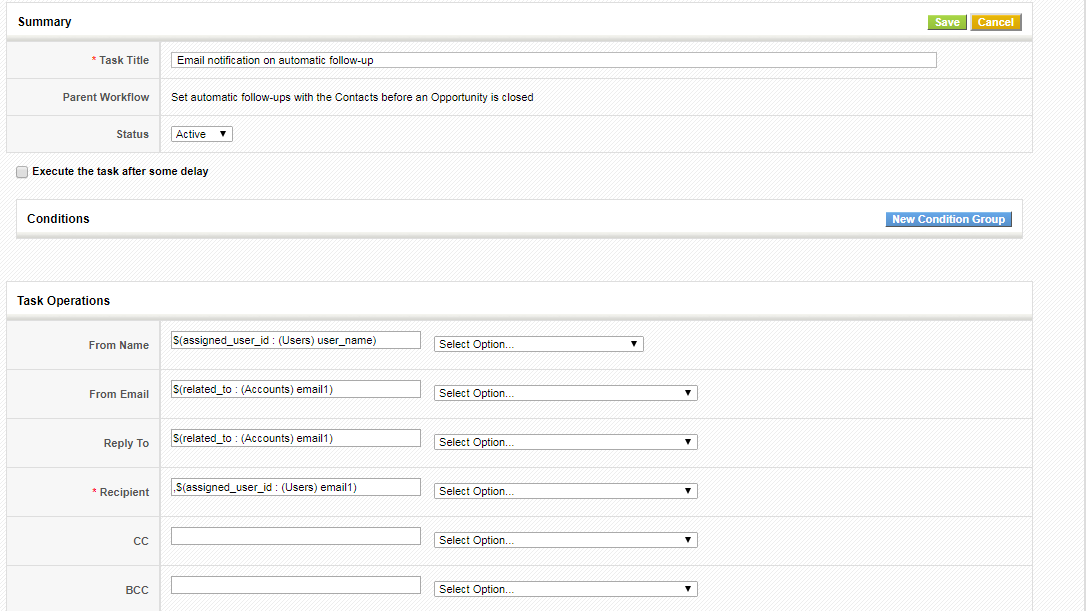 Summary Save Cancel
* Task Title Email notification on automatic follow-up
Parent Workflow Set automatic follow-ups with the Contacts before an Opportunity is closed
Status Active
Execute the task after some delay
Conditions New Condition Group
Task Operations
From Name $(assigned_user_id : (Users) user_name) Select Option...
From Email $(related_to : (Accounts) email1) Select Option...
Reply To $(related_to : (Accounts) email1) Select Option...
* Recipient ,$(assigned_user_id : (Users) email1) Select Option...
CC Select Option...
BCC Select Option...